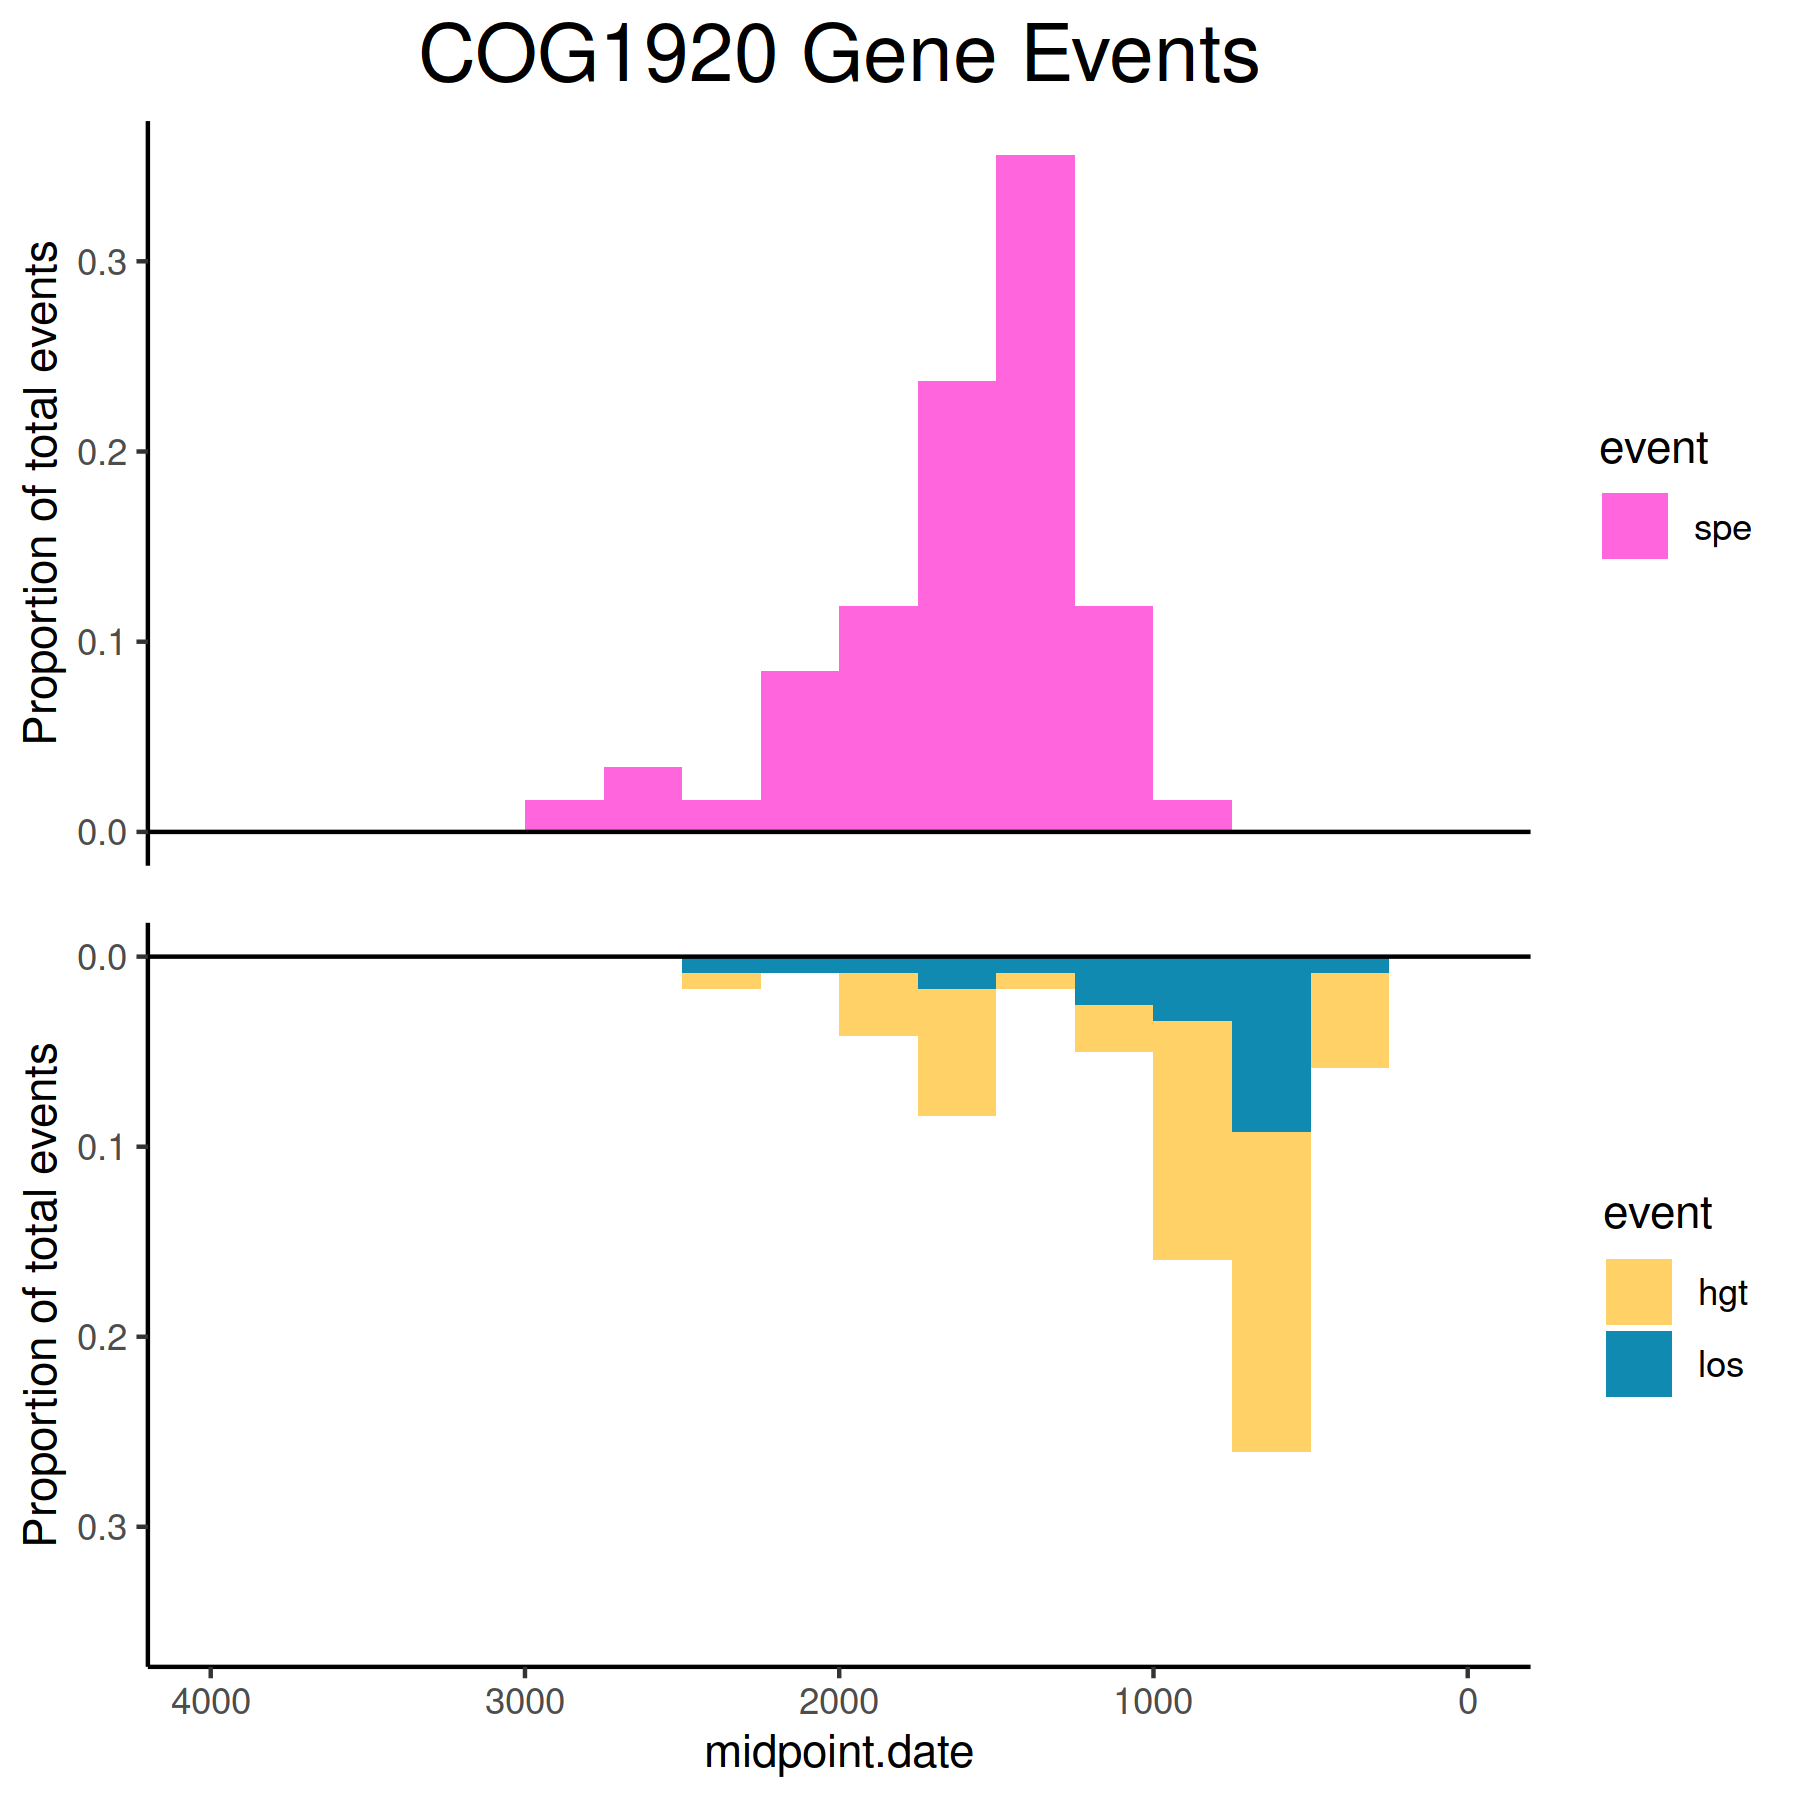 COG1920 Gene Events
Proportion of total events
0.3
0.2
0.1
0.0
event
spe
Proportion of total events
0.0
0.1
0.2
0.3
event
hgt
los
4000 3000 2000 1000 0
midpoint.date